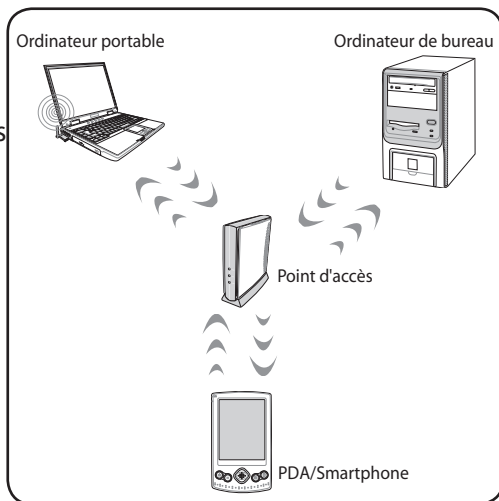 Ordinateur portable
Ordinateur de bureau
s
Point d'accès
PDA/Smartphone